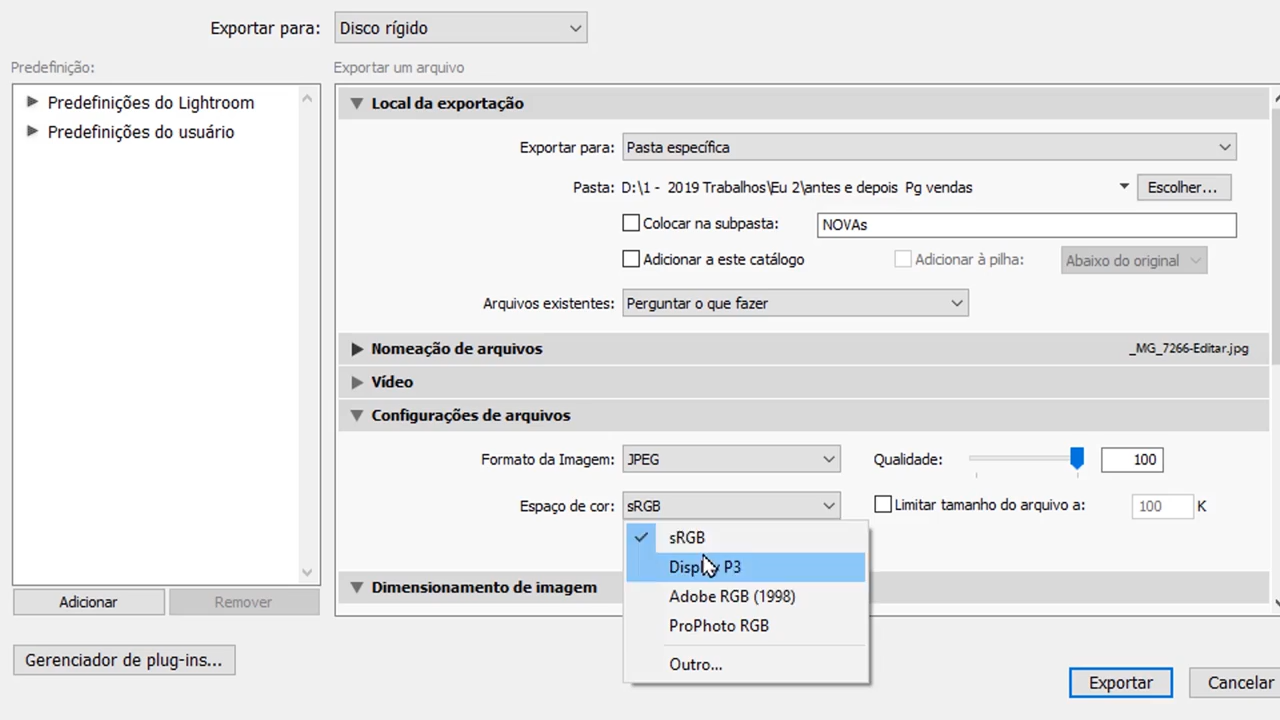 Exportar para: Disco rígido
Predefinição:
Exportar um arquivo
Predefinições do Lightroom
Predefinições do usuário
Local da exportação
Exportar para: Pasta específica
Pasta: D:\1 - 2019 Trabalhos\Eu 2\antes e depois Pg vendas Escolher...
Colocar na subpasta: NOVAs
Adicionar a este catálogo Adicionar à pilha: Abaixo do original
Arquivos existentes: Perguntar o que fazer
Nomeação de arquivos _MG_7266-Editar.jpg
Vídeo
Configurações de arquivos
Formato da Imagem: JPEG Qualidade: 100
Espaço de cor: sRGB Limitar tamanho do arquivo a: 100 K
sRGB
Display P3
Adobe RGB (1998)
ProPhoto RGB
Outro...
Dimensionamento de imagem
Adicionar Remover
Gerenciador de plug-ins...
Exportar Cancelar